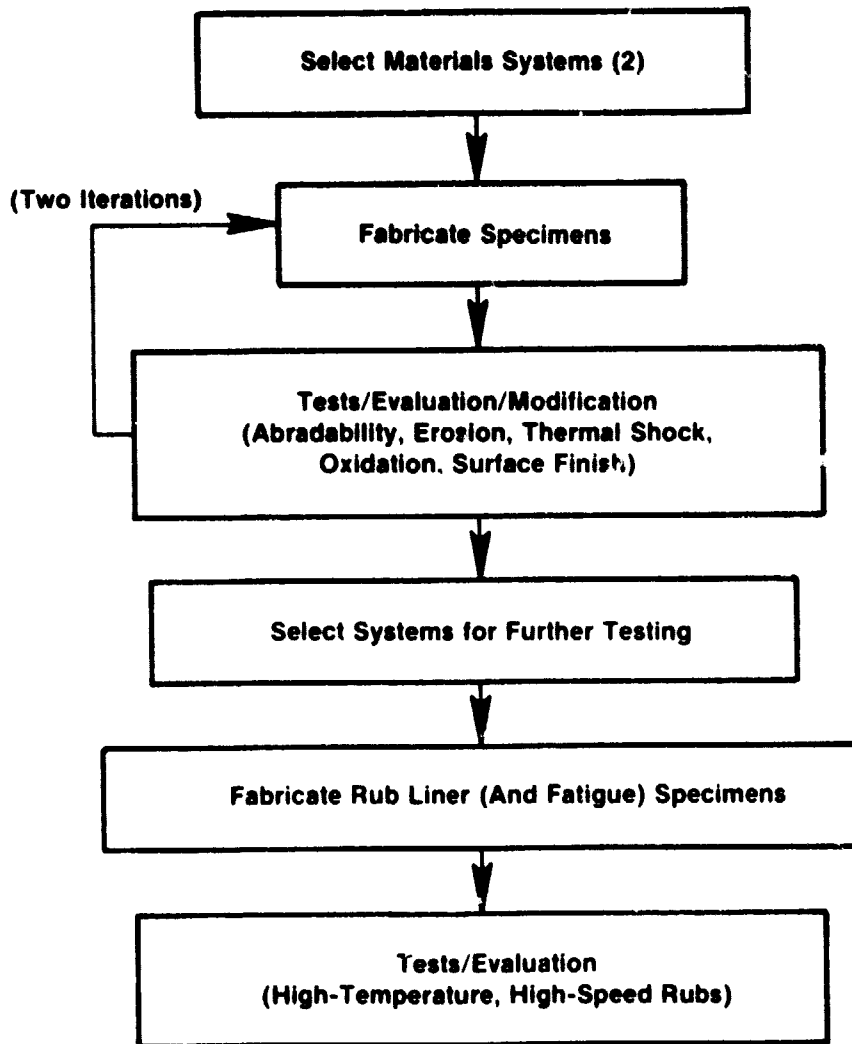 Select Materials Systems (2)
(Two Iterations)
Fabricate Specimens
Tests/Evaluation/Modification
(Abradability, Erosion, Thermal Shock,
Oxidation, Surface Finish)
Select Systems for Further Testing
Fabricate Rub Liner (And Fatigue) Specimens
Tests/Evaluation
(High-Temperature, High-Speed Rubs)